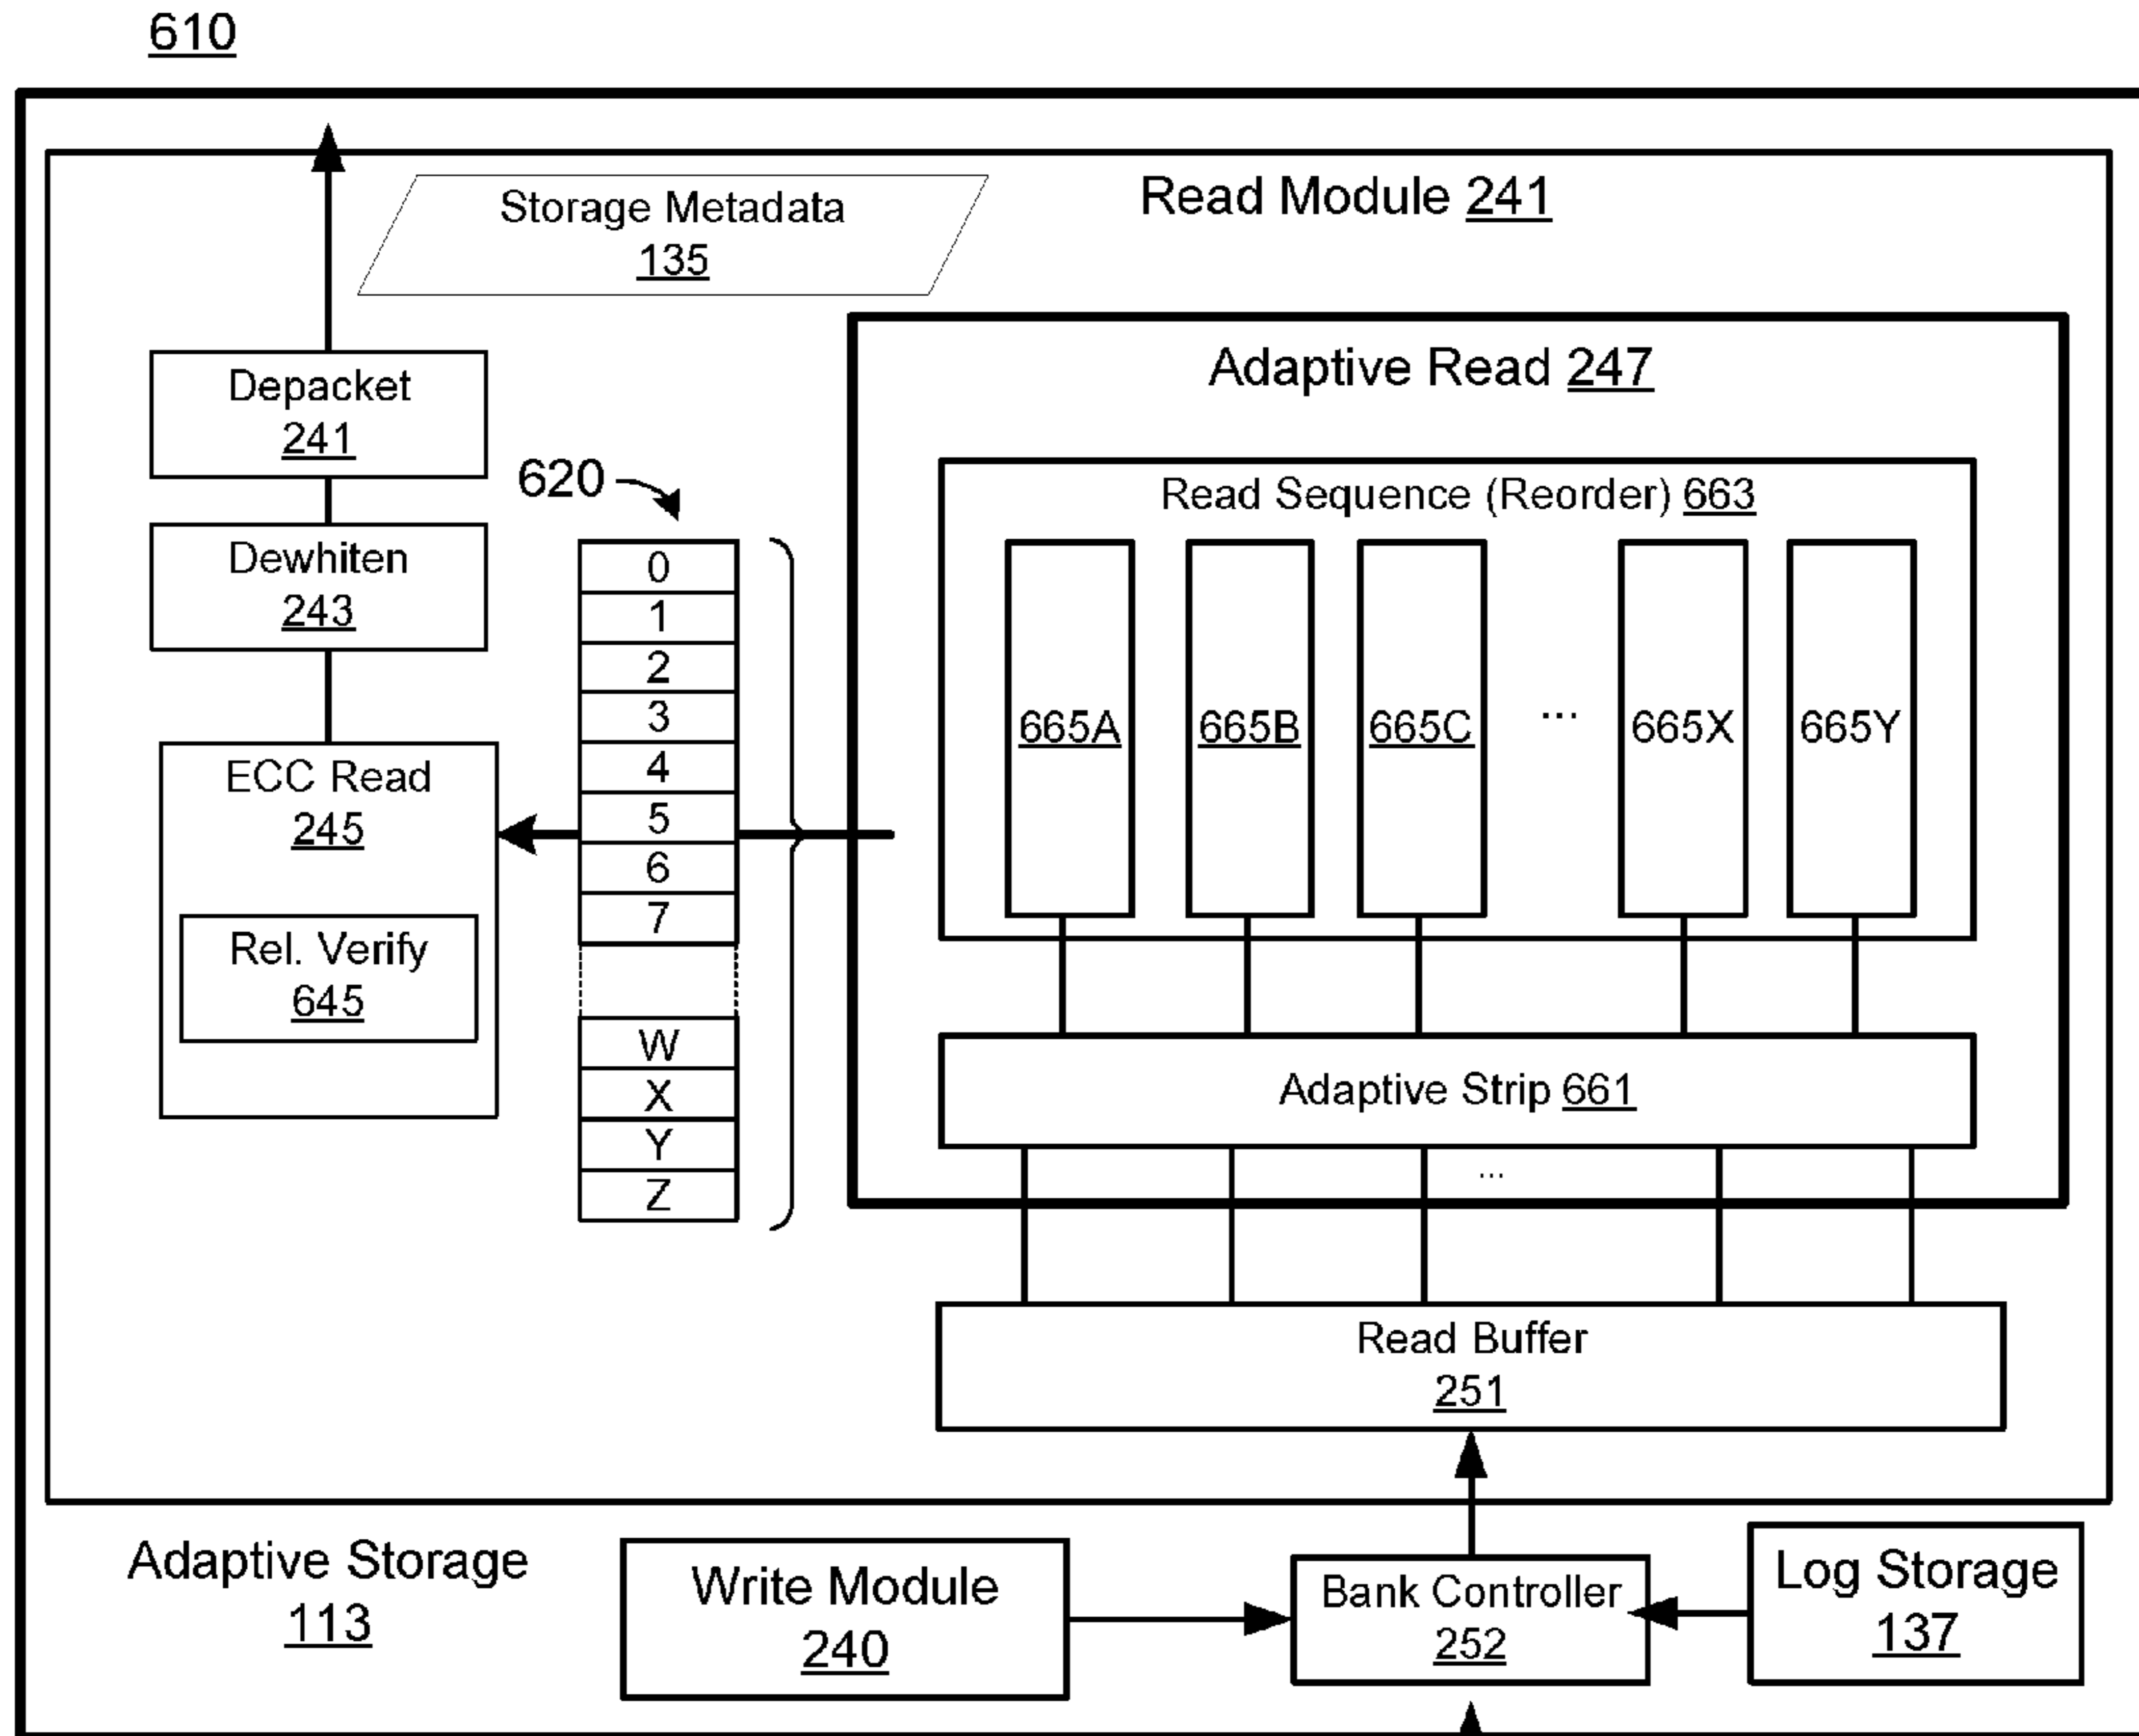 610
Storage Metadata
135
Read Module 241
Depacket
241
Dewhiten
243
ECC Read
245
Rel. Verify
645
620
0
1
2
3
4
5
6
7
W
X
Y
Z
Adaptive Read 247
Read Sequence (Reorder) 663
665A 665B 665C ... 665X 665Y
Adaptive Strip 661
...
Read Buffer
251
Adaptive Storage
113
Write Module
240
Bank Controller
252
Log Storage
137